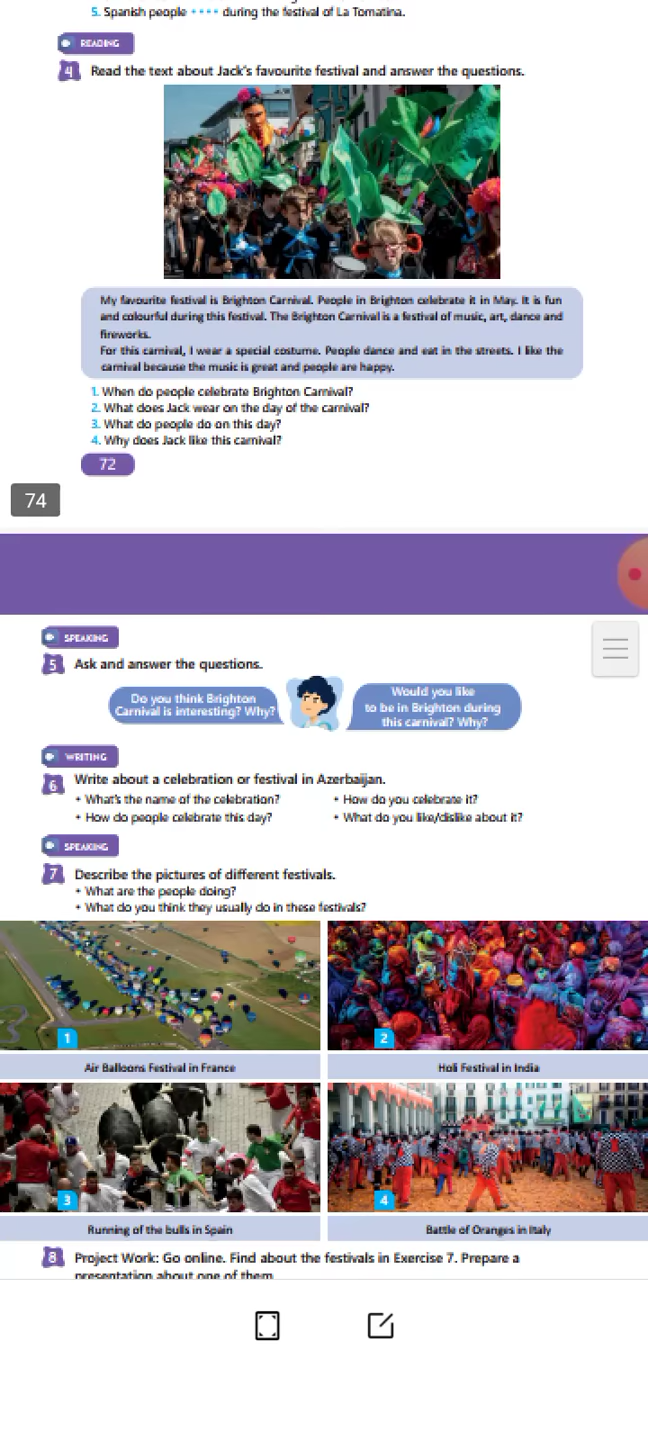 5. Spanish people •••• during the festival of La Tomatina.
READING
4 Read the text about Jack's favourite festival and answer the questions.
My favourite festival is Brighton Carnival. People in Brighton celebrate it in May. It is fun
and colourful during this festival. The Brighton Carnival is a festival of music, art, dance and
fireworks.
For this carnival, I wear a special costume. People dance and eat in the streets. I like the
carnival because the music is great and people are happy.
1. When do people celebrate Brighton Carnival?
2. What does Jack wear on the day of the carnival?
3. What do people do on this day?
4. Why does Jack like this carnival?
72
74
SPEAKING
5 Ask and answer the questions.
Do you think Brighton
Carnival is interesting? Why?
Would you like
to be in Brighton during
this carnival? Why?
WRITING
6 Write about a celebration or festival in Azerbaijan.
• What's the name of the celebration?
• How do people celebrate this day?
• How do you celebrate it?
• What do you like/dislike about it?
SPEAKING
7 Describe the pictures of different festivals.
• What are the people doing?
• What do you think they usually do in these festivals?
1
2
Air Balloons Festival in France
Holi Festival in India
3
4
Running of the bulls in Spain
Battle of Oranges in Italy
8 Project Work: Go online. Find about the festivals in Exercise 7. Prepare a
presentation about one of them